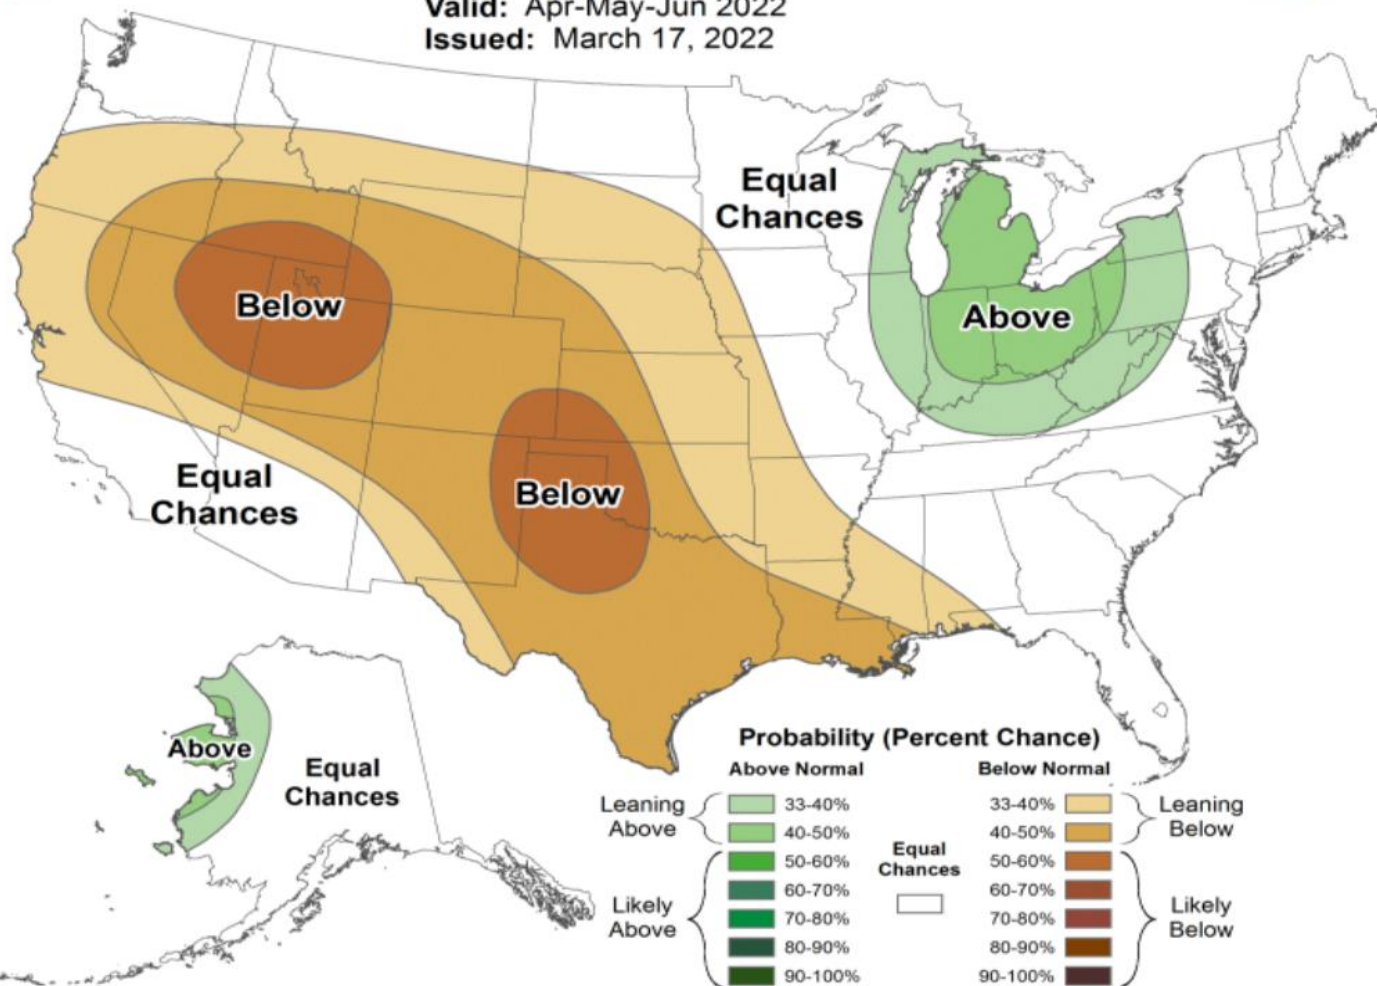 Valid: Apr-May-Jun 2022
Issued: March 17, 2022
Equal
Chances
Above
Below
Below
Equal
Chances
Above
Equal
Chances
Probability (Percent Chance)
Above Normal
Below Normal
Leaning
Above
33-40%
40-50%
50-60%
60-70%
70-80%
80-90%
90-100%
Likely
Above
Equal
Chances
33-40%
40-50%
50-60%
60-70%
70-80%
80-90%
90-100%
Leaning
Below
Likely
Below